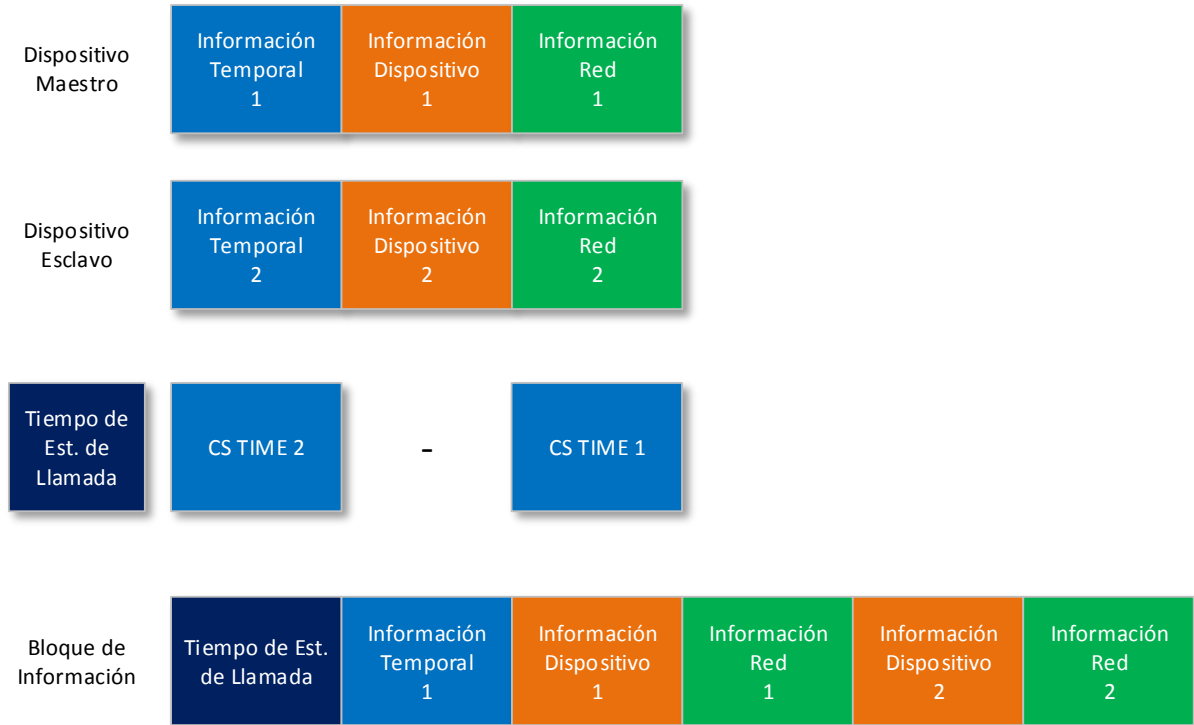 Dispositivo
Maestro
Información
Temporal
1
Información
Dispositivo
1
Información
Red
1
Dispositivo
Esclavo
Información
Temporal
2
Información
Dispositivo
2
Información
Red
2
Tiempo de
Est. de
Llamada
CS TIME 2
-
CS TIME 1
Bloque de
Información
Tiempo de Est.
de Llamada
Información
Temporal
1
Información
Dispositivo
1
Información
Red
1
Información
Dispositivo
2
Información
Red
2